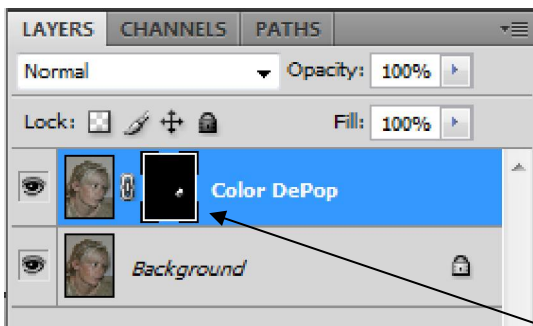 LAYERS CHANNELS PATHS
Normal Opacity: 100%
Lock: Fill: 100%
Color DePop
Background